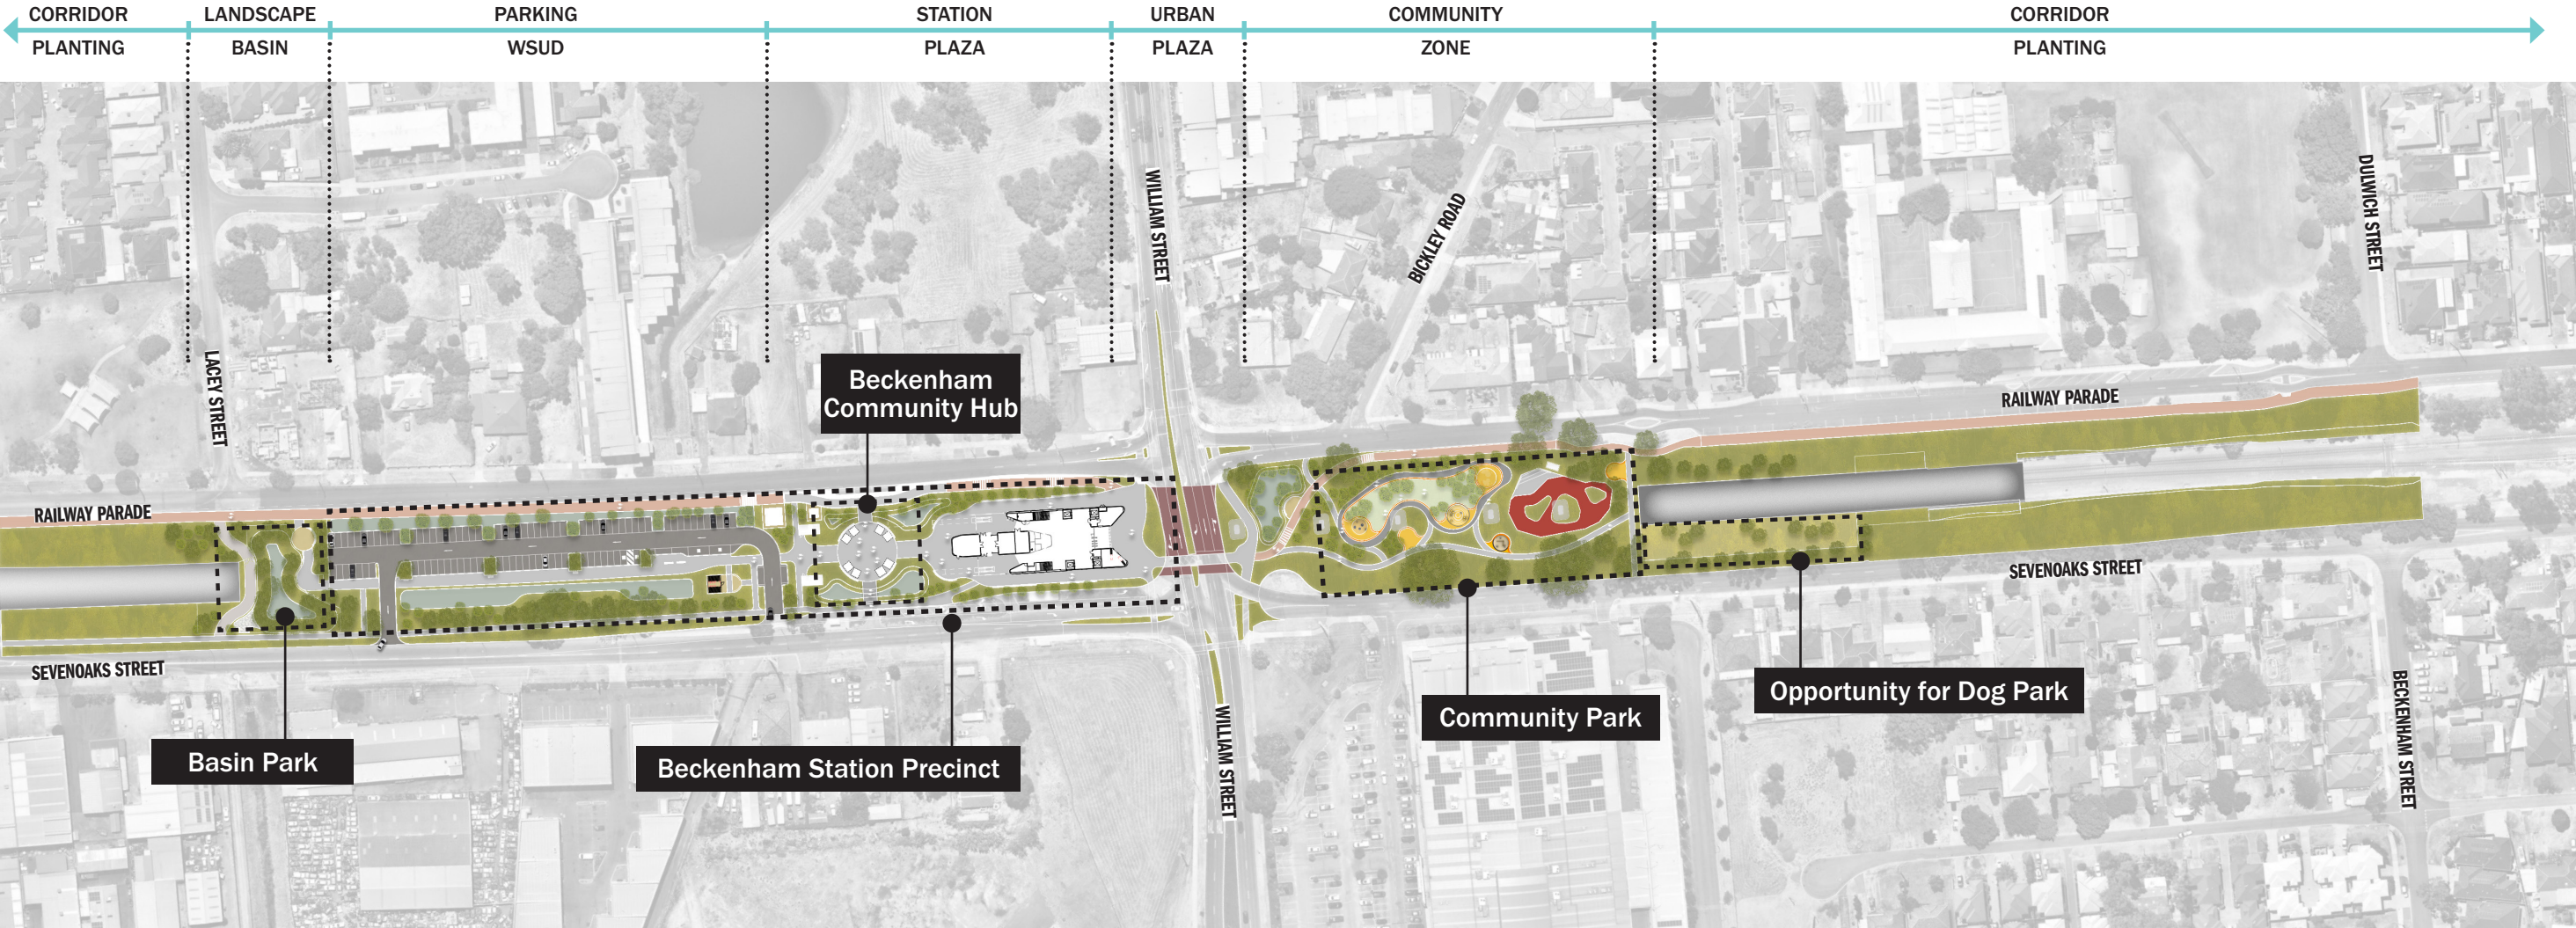 CORRIDOR
PLANTING
LANDSCAPE
BASIN
PARKING
WSUD
STATION
PLAZA
URBAN
PLAZA
COMMUNITY
ZONE
CORRIDOR
PLANTING
WILLIAM STREET
BICKLEY ROAD
DULWICH STREET
LACEY STREET
Beckenham
Community Hub
RAILWAY PARADE
RAILWAY PARADE
SEVENOAKS STREET
SEVENOAKS STREET
Basin Park
Beckenham Station Precinct
WILLIAM STREET
Community Park
Opportunity for Dog Park
BECKENHAM STREET